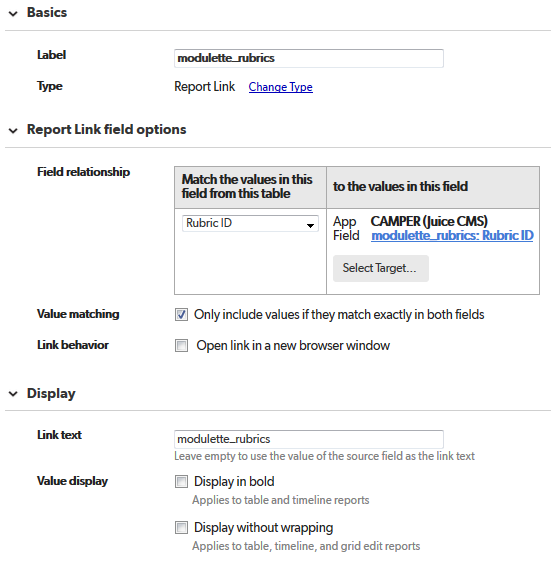 Basics
Label modulette_rubrics
Type Report Link Change Type
Report Link field options
Field relationship
Match the values in this field from this table
to the values in this field
Rubric ID
App CAMPER (Juice CMS)
Field modulette_rubrics: Rubric ID
Select Target...
Value matching Only include values if they match exactly in both fields
Link behavior Open link in a new browser window
Display
Link text modulette_rubrics
Leave empty to use the value of the source field as the link text
Value display Display in bold
Applies to table and timeline reports
Display without wrapping
Applies to table, timeline, and grid edit reports